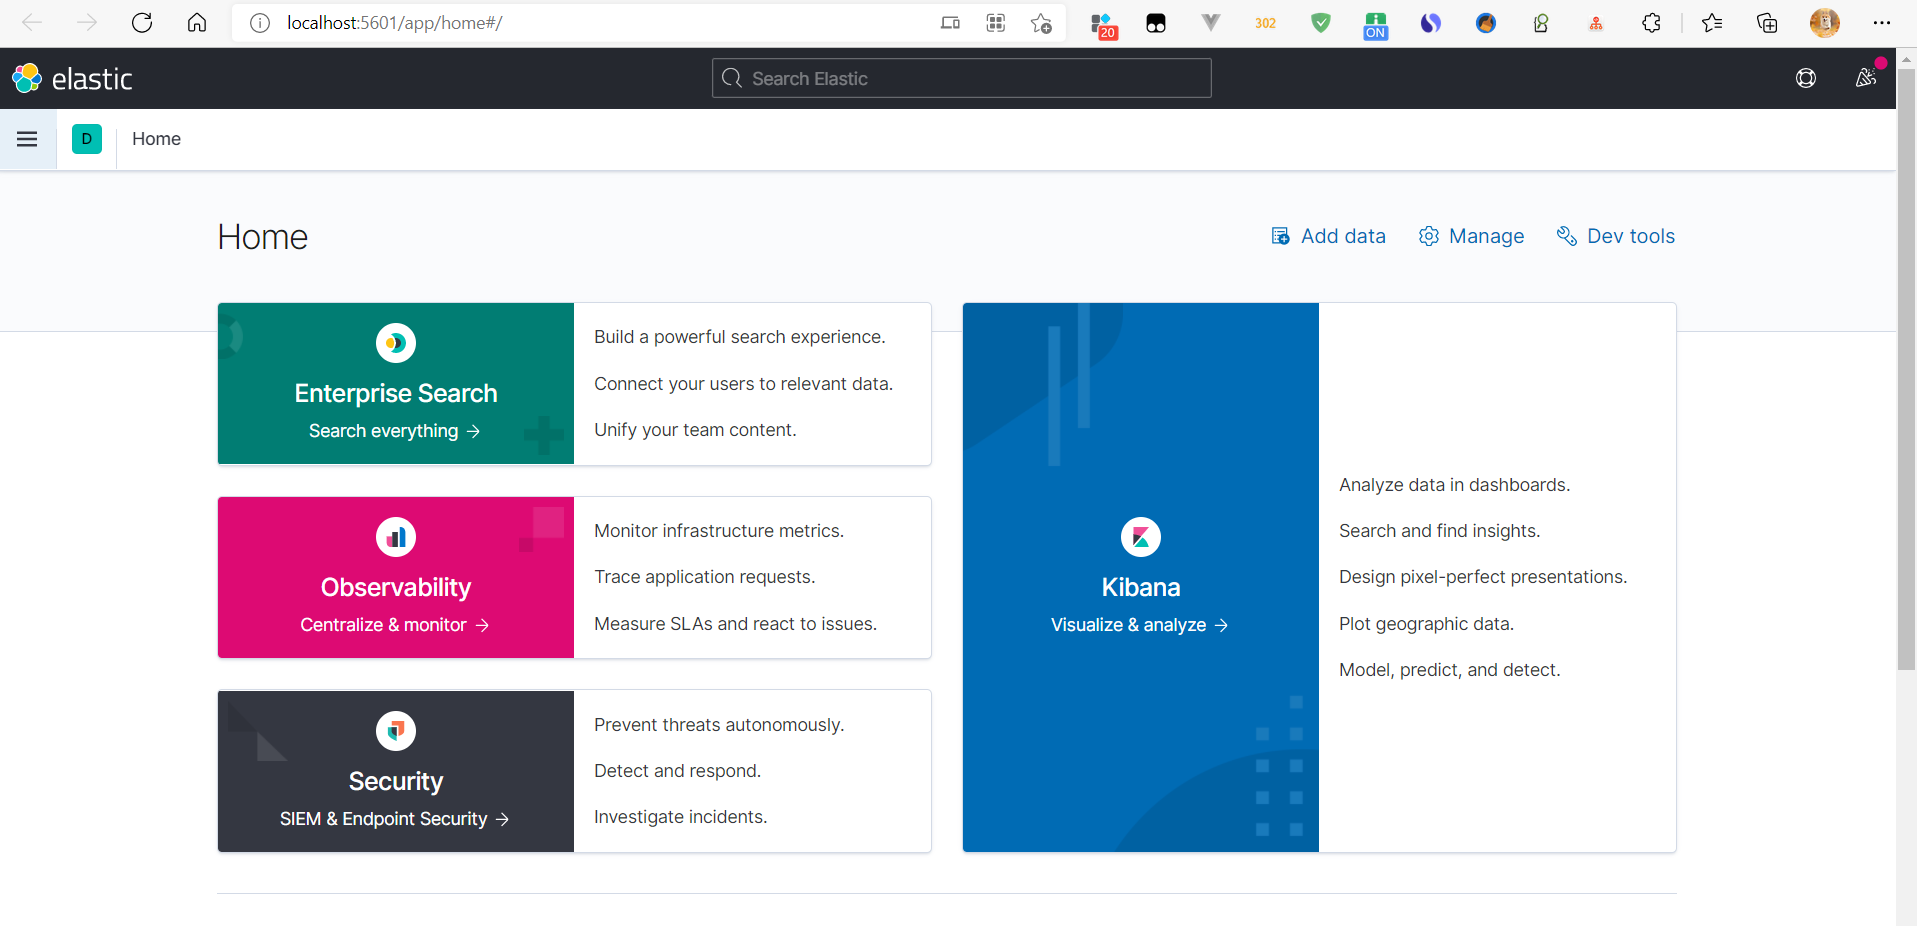 localhost:5601/app/home#/
20
302
ON
elastic
Search Elastic
D
Home
Home
Add data
Manage
Dev tools
Enterprise Search
Search everything →
Build a powerful search experience.
Connect your users to relevant data.
Unify your team content.
Observability
Centralize & monitor →
Monitor infrastructure metrics.
Trace application requests.
Measure SLAs and react to issues.
Security
SIEM & Endpoint Security →
Prevent threats autonomously.
Detect and respond.
Investigate incidents.
Kibana
Visualize & analyze →
Analyze data in dashboards.
Search and find insights.
Design pixel-perfect presentations.
Plot geographic data.
Model, predict, and detect.